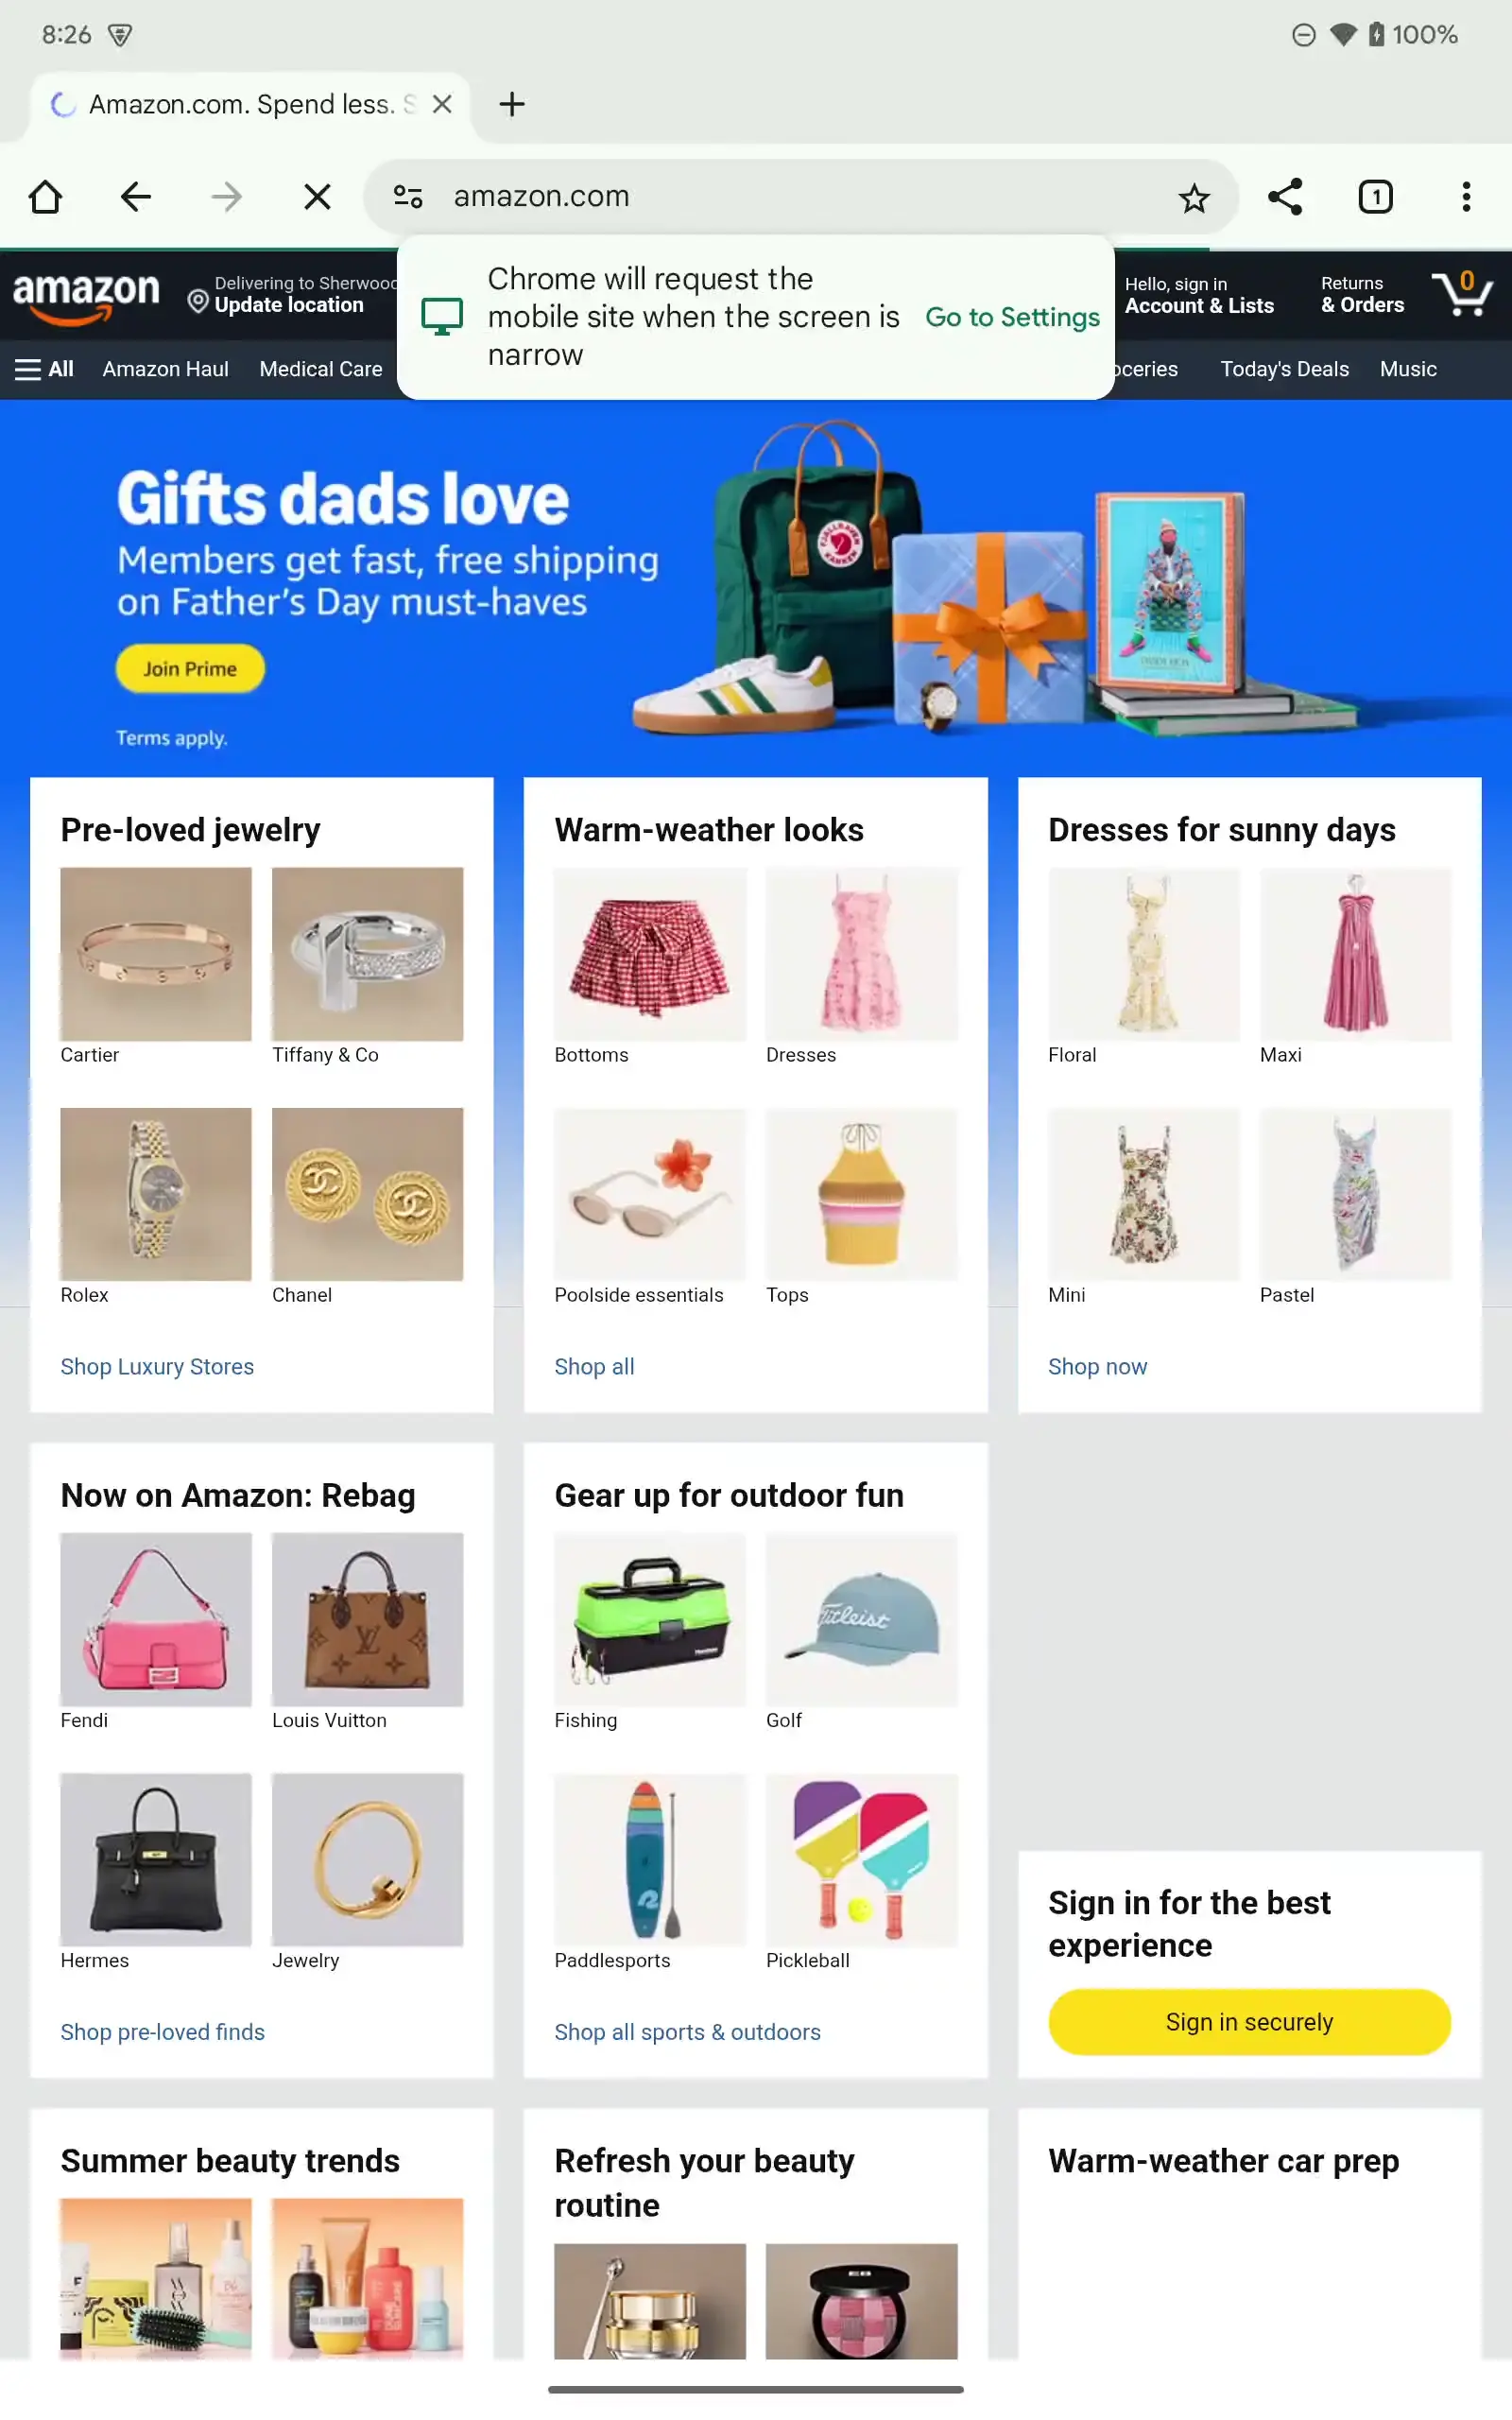 8:26
100%
Amazon.com. Spend less. S
amazon.com
1
Chrome will request the
mobile site when the screen is
narrow
Go to Settings
amazon
Delivering to Sherwood
Update location
Hello, sign in
Account & Lists
Returns
& Orders
0
All
Amazon Haul
Medical Care
Today's Deals
Music
Gifts dads love
Members get fast, free shipping
on Father's Day must-haves
Join Prime
Terms apply.
Pre-loved jewelry
Warm-weather looks
Dresses for sunny days
Cartier
Tiffany & Co
Bottoms
Dresses
Floral
Maxi
Rolex
Chanel
Poolside essentials
Tops
Mini
Pastel
Shop Luxury Stores
Shop all
Shop now
Now on Amazon: Rebag
Gear up for outdoor fun
Titleist
Fendi
Louis Vuitton
Fishing
Golf
Hermes
Jewelry
Paddlesports
Pickleball
Shop pre-loved finds
Shop all sports & outdoors
Sign in for the best
experience
Sign in securely
Summer beauty trends
Refresh your beauty
routine
Warm-weather car prep